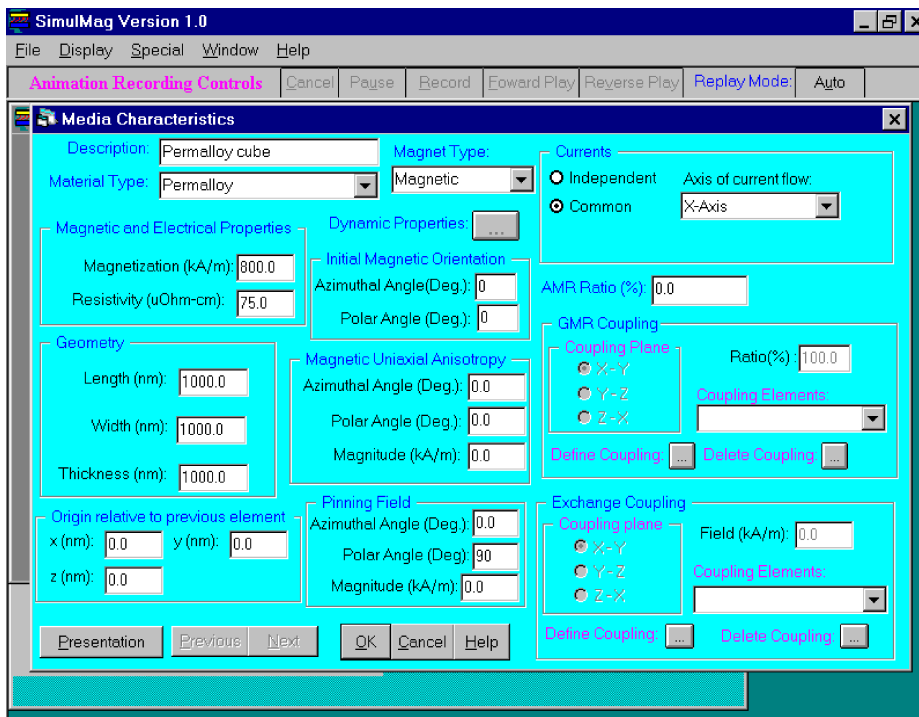 SimulMag Version 1.0
File Display Special Window Help
Animation Recording Controls Cancel Pause Record Foward Play Reverse Play Replay Mode: Auto
Media Characteristics
Description: Permalloy cube
Material Type: Permalloy
Magnet Type:
Magnetic
Dynamic Properties: ...
Magnetic and Electrical Properties
Magnetization (kA/m): 800.0
Resistivity (uOhm-cm): 75.0
Initial Magnetic Orientation
Azimuthal Angle(Deg.): 0
Polar Angle (Deg.): 0
Geometry
Length (nm): 1000.0
Width (nm): 1000.0
Thickness (nm): 1000.0
Magnetic Uniaxial Anisotropy
Azimuthal Angle (Deg.): 0.0
Polar Angle (Deg.): 0.0
Magnitude (kA/m): 0.0
Origin relative to previous element
x (nm): 0.0 y (nm): 0.0
z (nm): 0.0
Pinning Field
Azimuthal Angle (Deg.): 0.0
Polar Angle (Deg): 90
Magnitude (kA/m): 0.0
Currents
Independent
Common
Axis of current flow:
X-Axis
AMR Ratio (%): 0.0
GMR Coupling
Coupling Plane
X-Y
Y-Z
Z-X
Ratio(%) : 100.0
Coupling Elements:
Define Coupling: ... Delete Coupling: ...
Exchange Coupling
Coupling plane
X-Y
Y-Z
Z-X
Field (kA/m): 0.0
Coupling Elements:
Define Coupling: ... Delete Coupling: ...
Presentation Previous Next OK Cancel Help